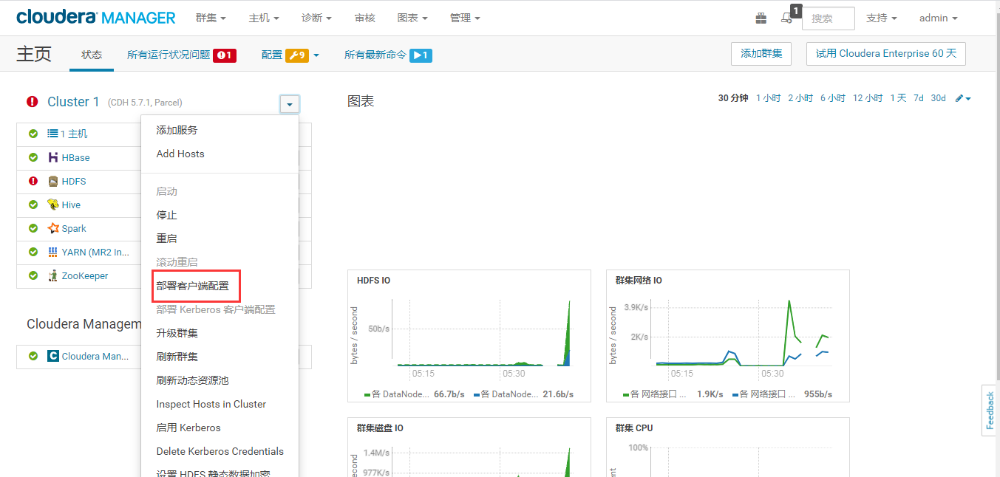 cloudera MANAGER 群集 主机 诊断 审核 图表 管理 1 搜索 支持 admin
主页 状态 所有运行状况问题 1 配置 9 所有最新命令 1 添加群集 试用 Cloudera Enterprise 60 天
Cluster 1 (CDH 5.7.1, Parcel)
1 主机
HBase
HDFS
Hive
Spark
YARN (MR2 In...
ZooKeeper
Cloudera Managem
Cloudera Man...
添加服务
Add Hosts
启动
停止
重启
滚动重启
部署客户端配置
部署 Kerberos 客户端配置
升级群集
刷新群集
刷新动态资源池
Inspect Hosts in Cluster
启用 Kerberos
Delete Kerberos Credentials
设置 HDFS 静态数据加密
图表 30 分钟 1 小时 2 小时 6 小时 12 小时 1 天 7d 30d
HDFS IO
bytes / second
50b/s
05:15 05:30
各 DataNode... 66.7b/s 各 DataNode... 21.6b/s
群集网络 IO
bytes / second
3.9K/s
2K/s
05:15 05:30
各 网络接口 ... 1.9K/s 各 网络接口 ... 955b/s
群集磁盘 IO
second
1.4M/s
977K/s
群集 CPU
100%
Feedback